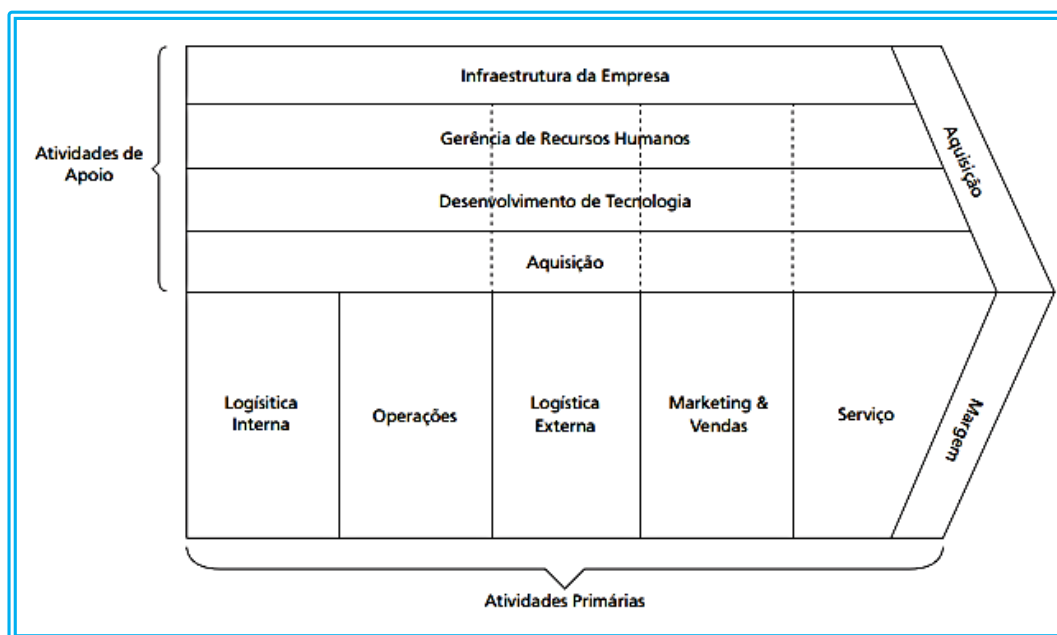 Infraestrutura da Empresa
Gerência de Recursos Humanos
Atividades de
Apoio
Desenvolvimento de Tecnologia
Aquisição
Aquisição
Logísitica
Interna
Operações
Logística
Externa
Marketing &
Vendas
Serviço
Margem
Atividades Primárias